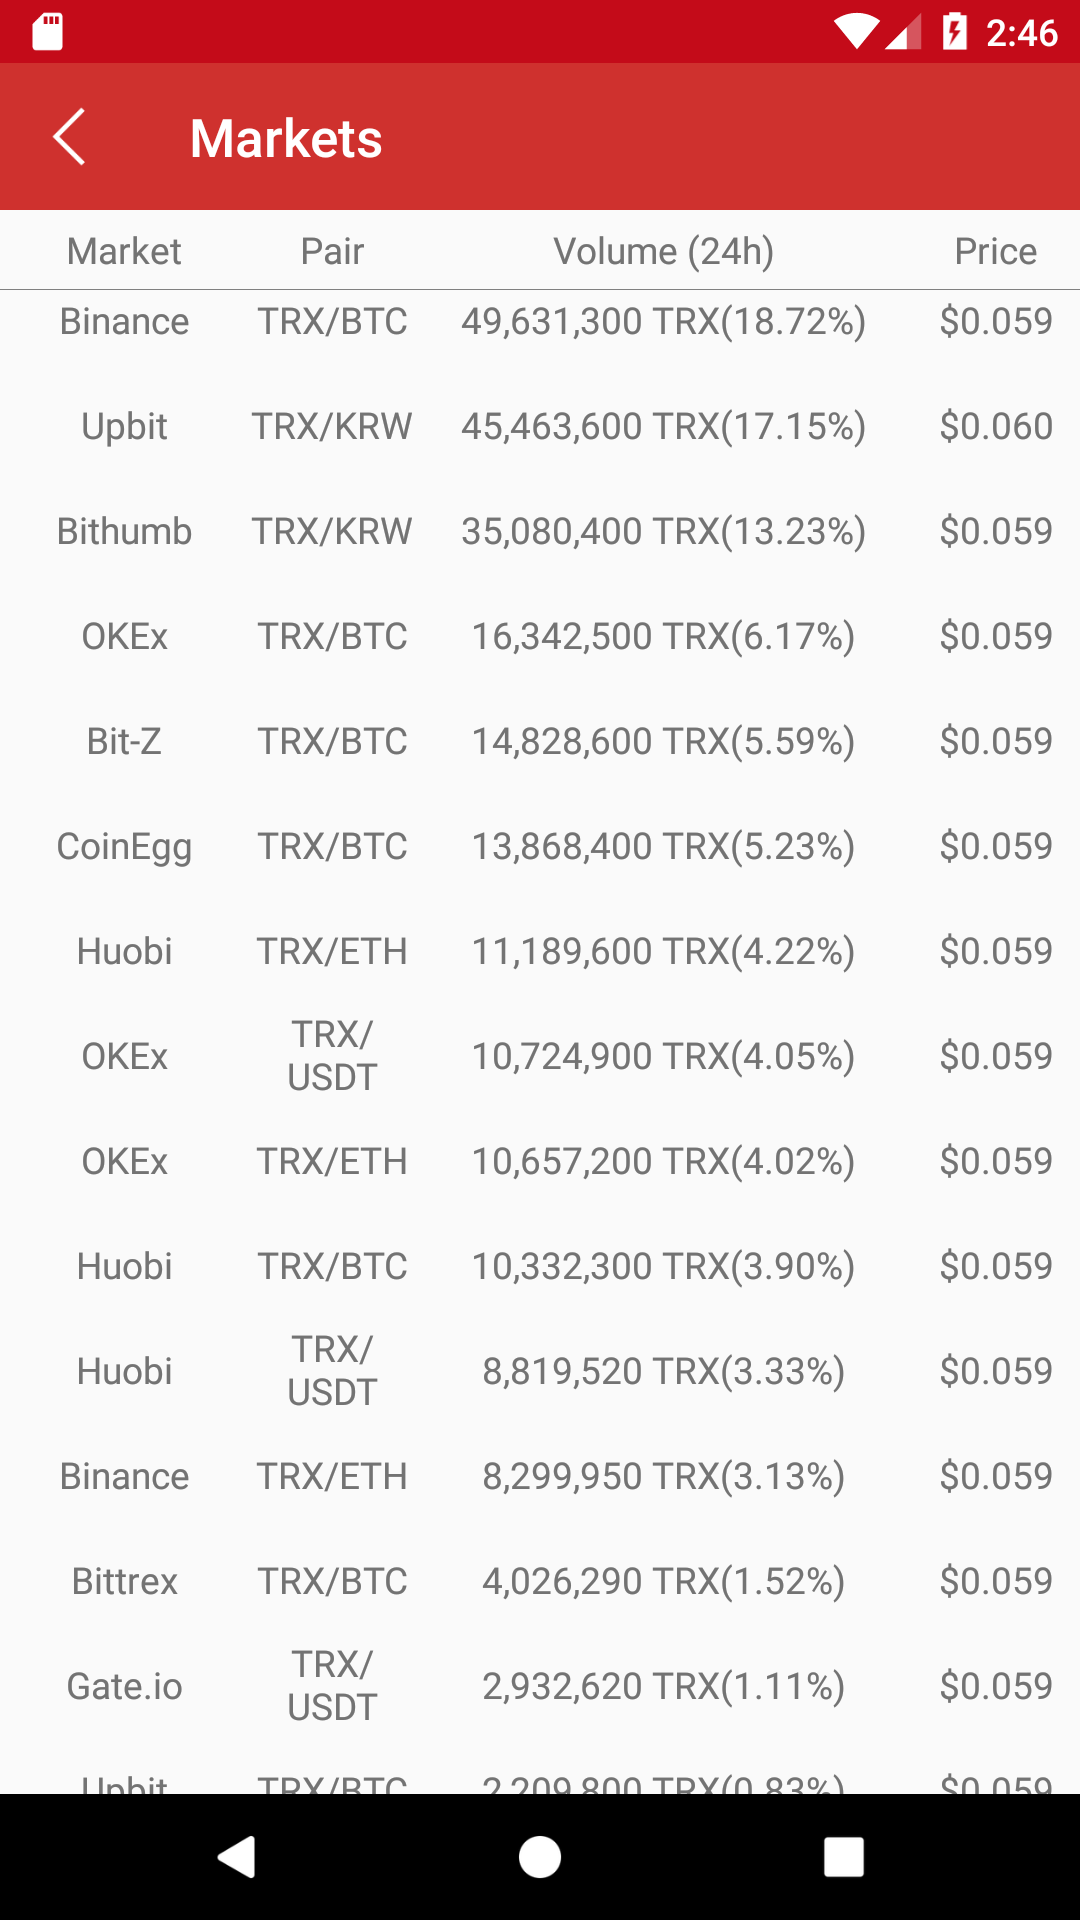 2:46
Markets
Market Pair Volume (24h) Price
Binance TRX/BTC 49,631,300 TRX(18.72%) $0.059
Upbit TRX/KRW 45,463,600 TRX(17.15%) $0.060
Bithumb TRX/KRW 35,080,400 TRX(13.23%) $0.059
OKEx TRX/BTC 16,342,500 TRX(6.17%) $0.059
Bit-Z TRX/BTC 14,828,600 TRX(5.59%) $0.059
CoinEgg TRX/BTC 13,868,400 TRX(5.23%) $0.059
Huobi TRX/ETH 11,189,600 TRX(4.22%) $0.059
OKEx TRX/
USDT 10,724,900 TRX(4.05%) $0.059
OKEx TRX/ETH 10,657,200 TRX(4.02%) $0.059
Huobi TRX/BTC 10,332,300 TRX(3.90%) $0.059
Huobi TRX/
USDT 8,819,520 TRX(3.33%) $0.059
Binance TRX/ETH 8,299,950 TRX(3.13%) $0.059
Bittrex TRX/BTC 4,026,290 TRX(1.52%) $0.059
Gate.io TRX/
USDT 2,932,620 TRX(1.11%) $0.059
Upbit TRX/BTC 2,209,800 TRX(0.83%) $0.059